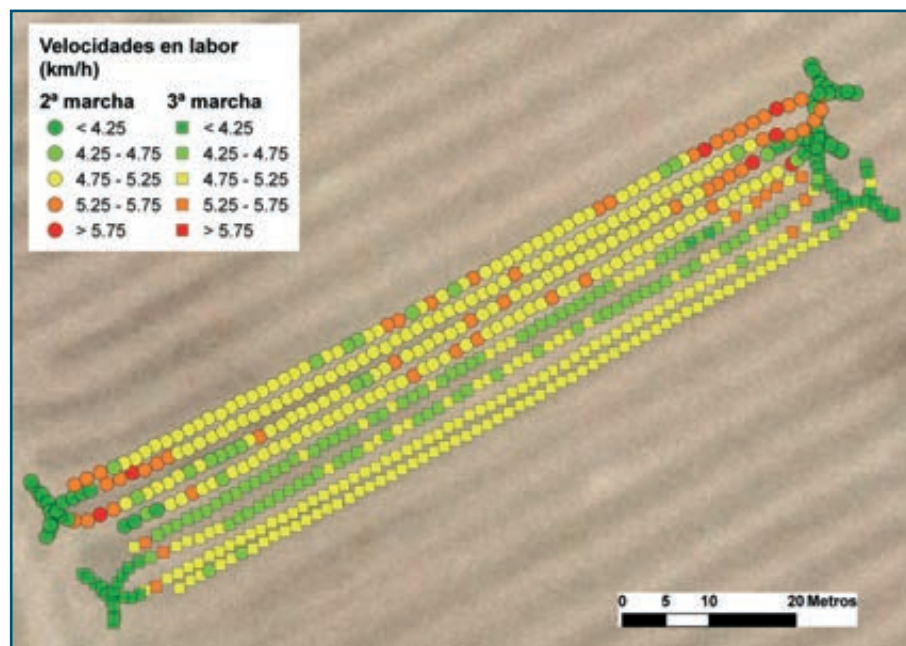 Velocidades en labor
(km/h)
2ª marcha 3ª marcha
< 4.25 < 4.25
4.25 - 4.75 4.25 - 4.75
4.75 - 5.25 4.75 - 5.25
5.25 - 5.75 5.25 - 5.75
> 5.75 > 5.75
0 5 10 20 Metros